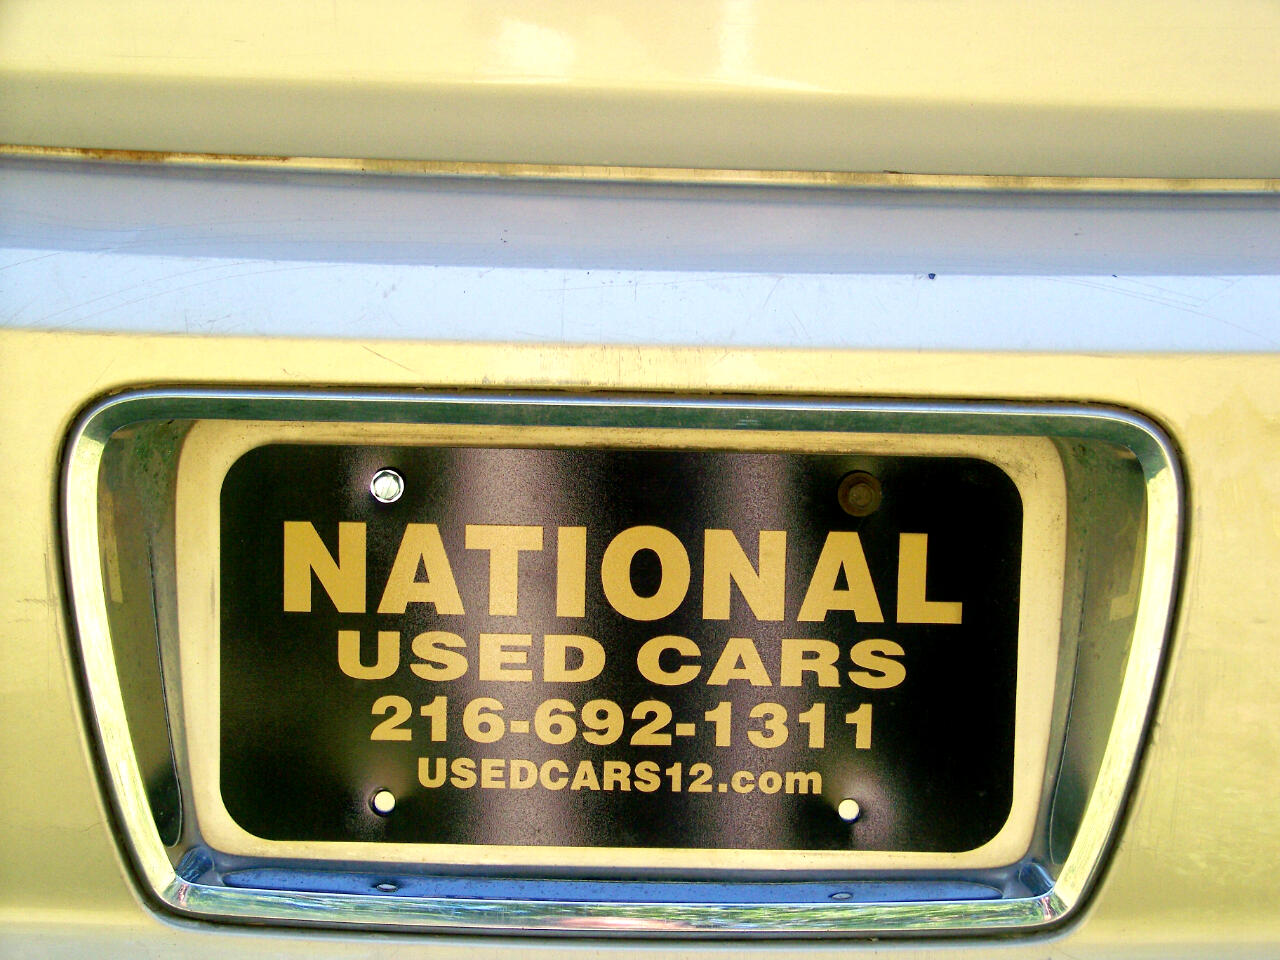 NATIONAL
USED CARS
216-692-1311
USEDCARS12.com